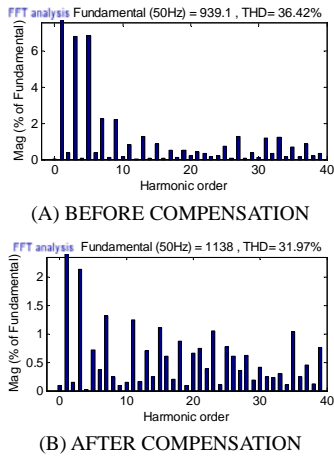 FFT analysis Fundamental (50Hz) = 939.1 , THD= 36.42%
Mag (% of Fundamental)
6
4
2
0
0 10 20 30 40
Harmonic order
(A) BEFORE COMPENSATION
FFT analysis Fundamental (50Hz) = 1138 , THD= 31.97%
Mag (% of Fundamental)
2
1.5
1
0.5
0
0 10 20 30 40
Harmonic order
(B) AFTER COMPENSATION